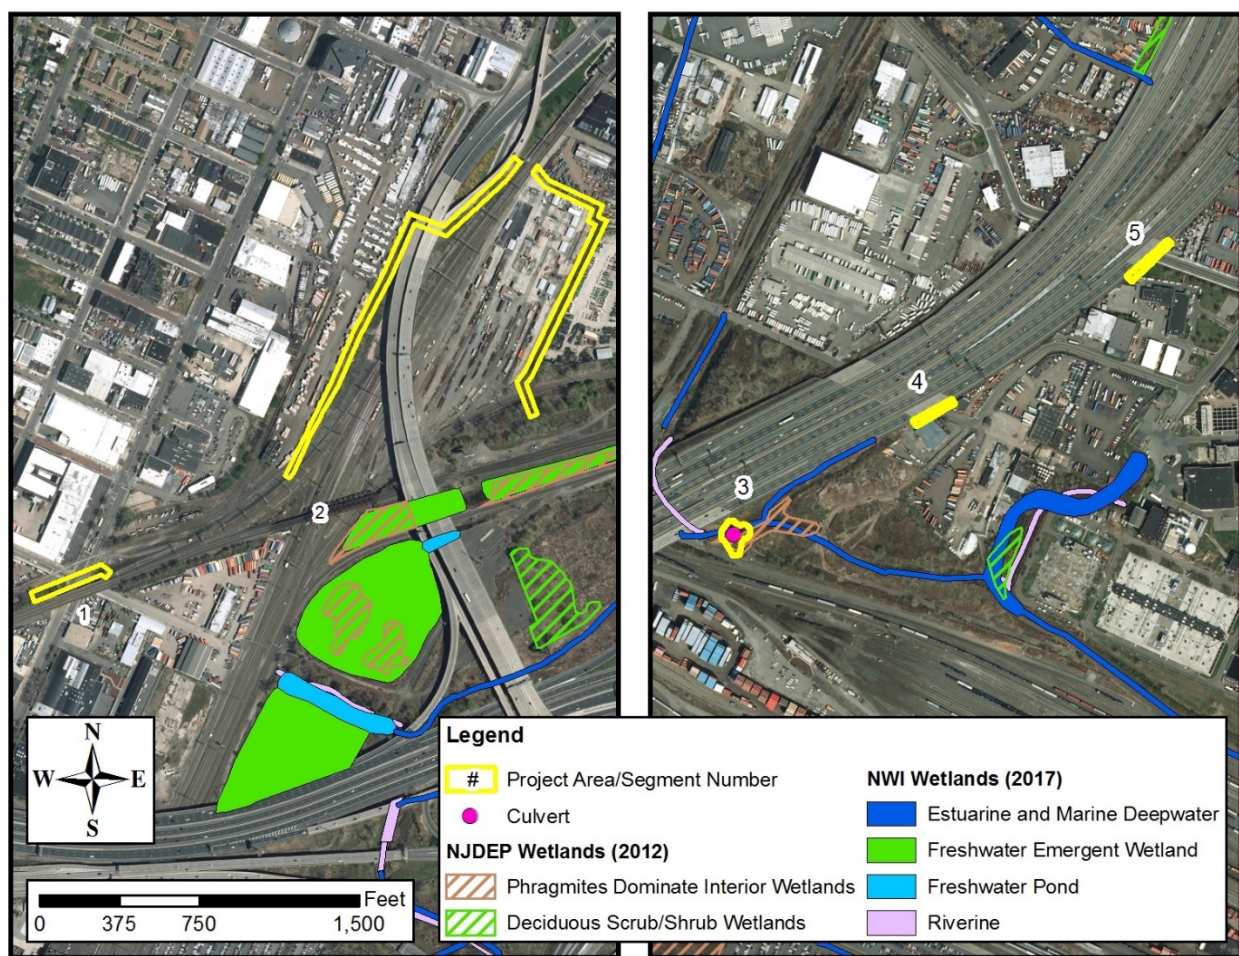 5
4
3
2
1
N
W E
S
Feet
0 375 750 1,500
Legend
# Project Area/Segment Number
Culvert
NJDEP Wetlands (2012)
Phragmites Dominate Interior Wetlands
Deciduous Scrub/Shrub Wetlands
NWI Wetlands (2017)
Estuarine and Marine Deepwater
Freshwater Emergent Wetland
Freshwater Pond
Riverine